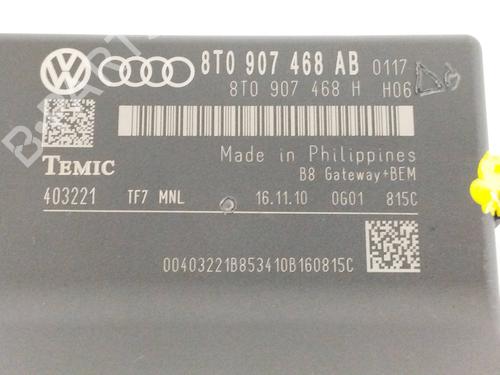 8T0 907 468 AB 0117
8T0 907 468 H H06
TEMIC
Made in Philippines
B8 Gateway+BEM
403221 TF7 MNL 16.11.10 0G01 815C
00403221B853410B160815C